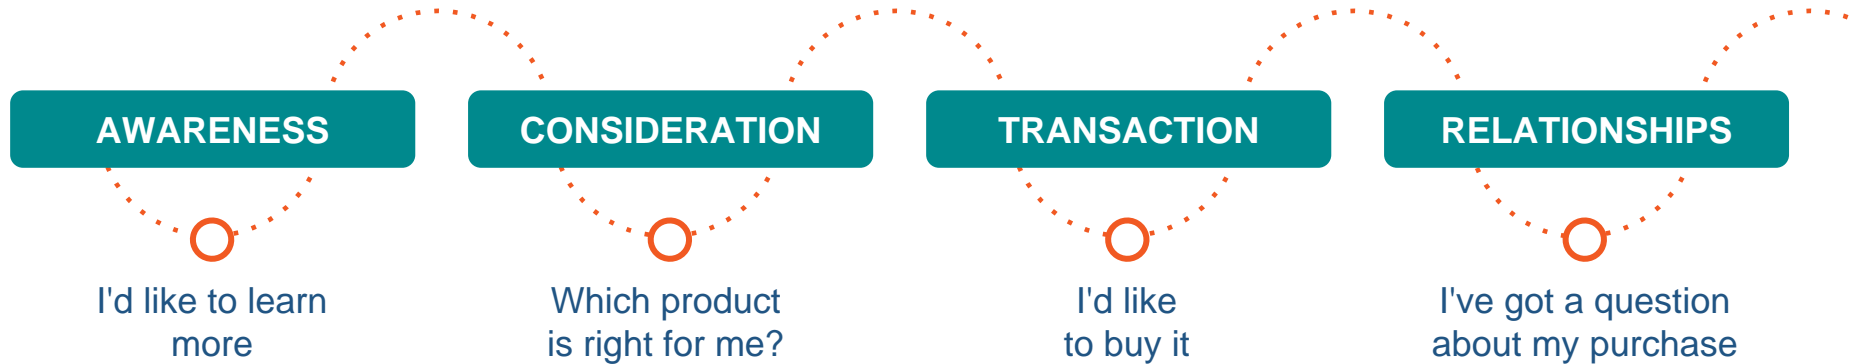 AWARENESS
CONSIDERATION
TRANSACTION
RELATIONSHIPS
I'd like to learn
more
Which product
is right for me?
I'd like
to buy it
I've got a question
about my purchase